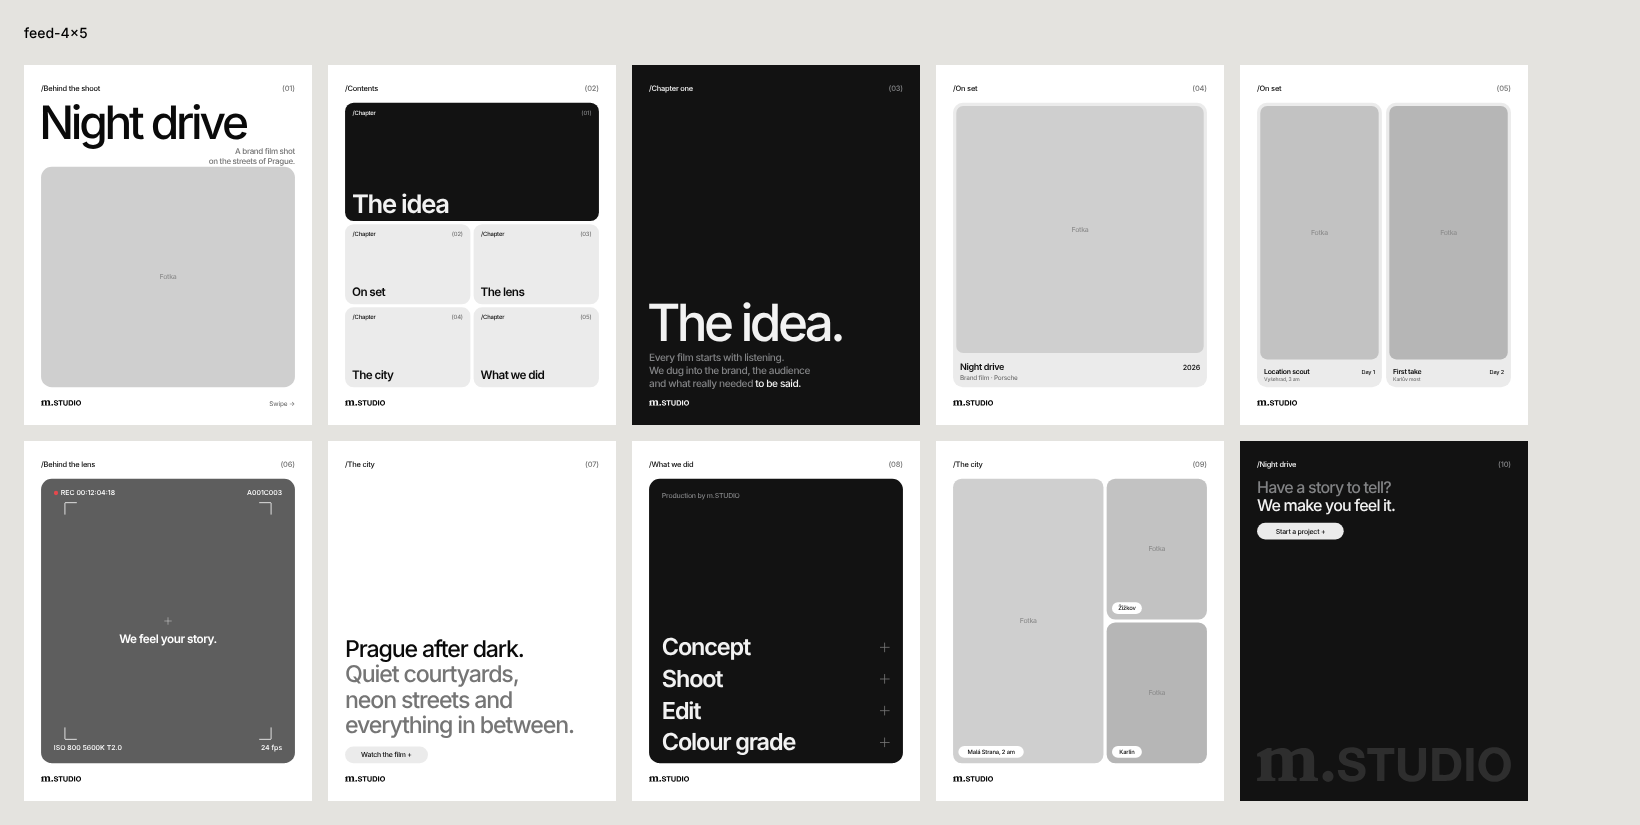 feed-4×5
/Behind the shoot (01)
Night drive
A brand film shot
on the streets of Prague.
Fotka
m.STUDIO
Swipe →
/Contents (02)
/Chapter (01)
The idea
/Chapter (02)
On set
/Chapter (03)
The lens
/Chapter (04)
The city
/Chapter (05)
What we did
m.STUDIO
/Chapter one (03)
The idea.
Every film starts with listening.
We dug into the brand, the audience
and what really needed to be said.
m.STUDIO
/On set (04)
Fotka
Night drive 2026
Brand film · Porsche
m.STUDIO
/On set (05)
Fotka
Location scout Day 1
Vyšehrad, 3 am
Fotka
First take Day 2
Karlův most
m.STUDIO
/Behind the lens (06)
REC 00:12:04:18 A001C003
We feel your story.
ISO 800 5600K T2.0 24 fps
m.STUDIO
/The city (07)
Prague after dark.
Quiet courtyards,
neon streets and
everything in between.
Watch the film +
m.STUDIO
/What we did (08)
Production by m.STUDIO
Concept +
Shoot +
Edit +
Colour grade +
m.STUDIO
/The city (09)
Fotka
Malá Strana, 2 am
Fotka
Žižkov
Fotka
Karlín
m.STUDIO
/Night drive (10)
Have a story to tell?
We make you feel it.
Start a project +
m.STUDIO